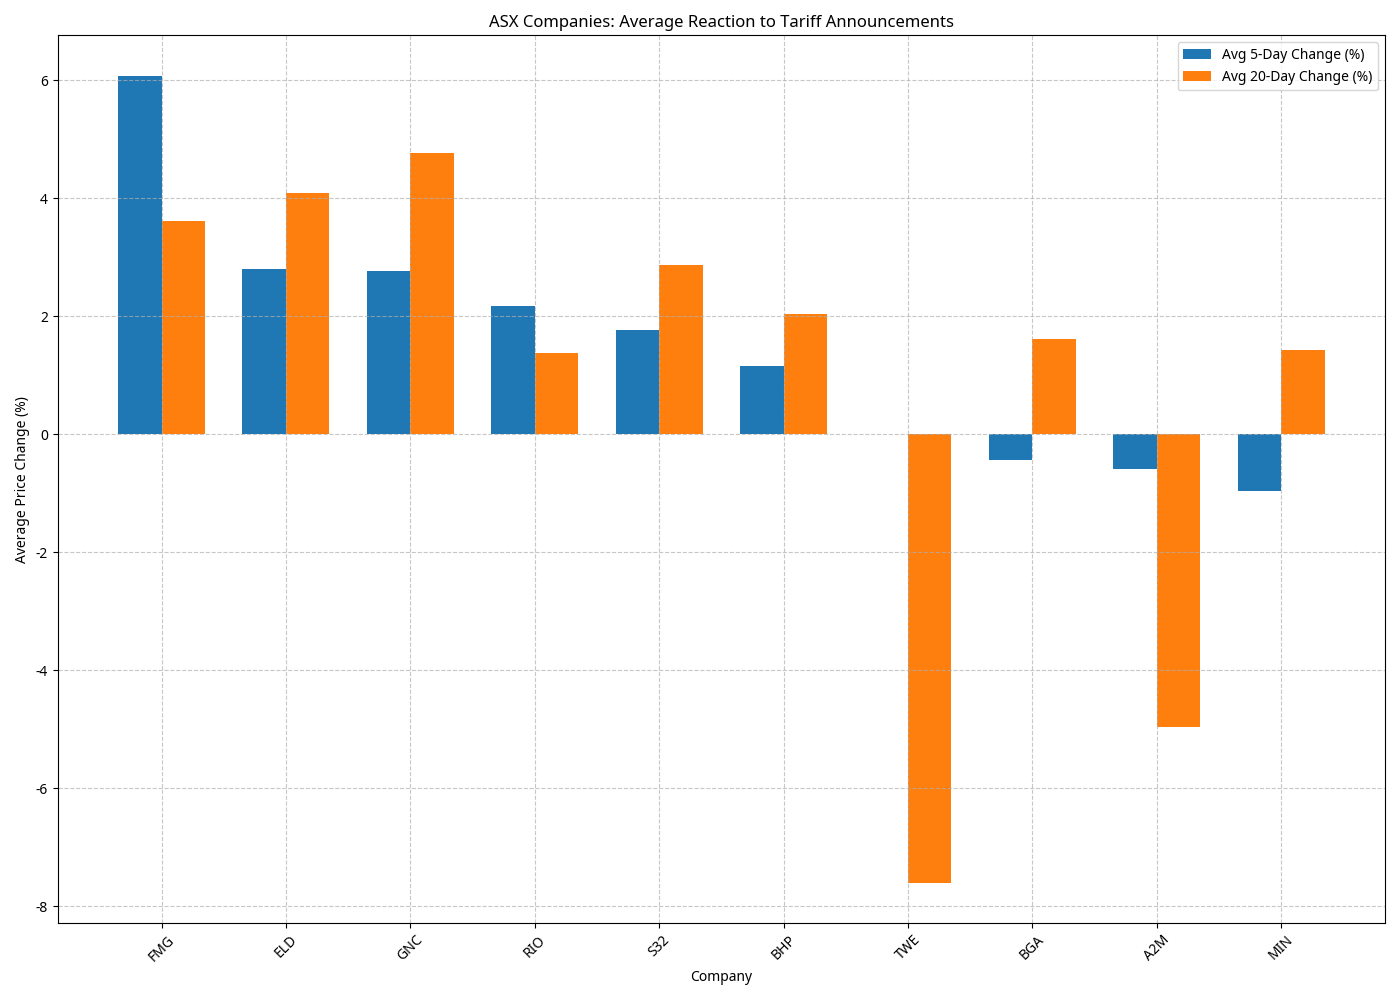 ASX Companies: Average Reaction to Tariff Announcements
Avg 5-Day Change (%)
Avg 20-Day Change (%)
Average Price Change (%)
6
4
2
0
-2
-4
-6
-8
FMG
ELD
GNC
RIO
S32
BHP
TWE
BGA
A2M
MIN
Company